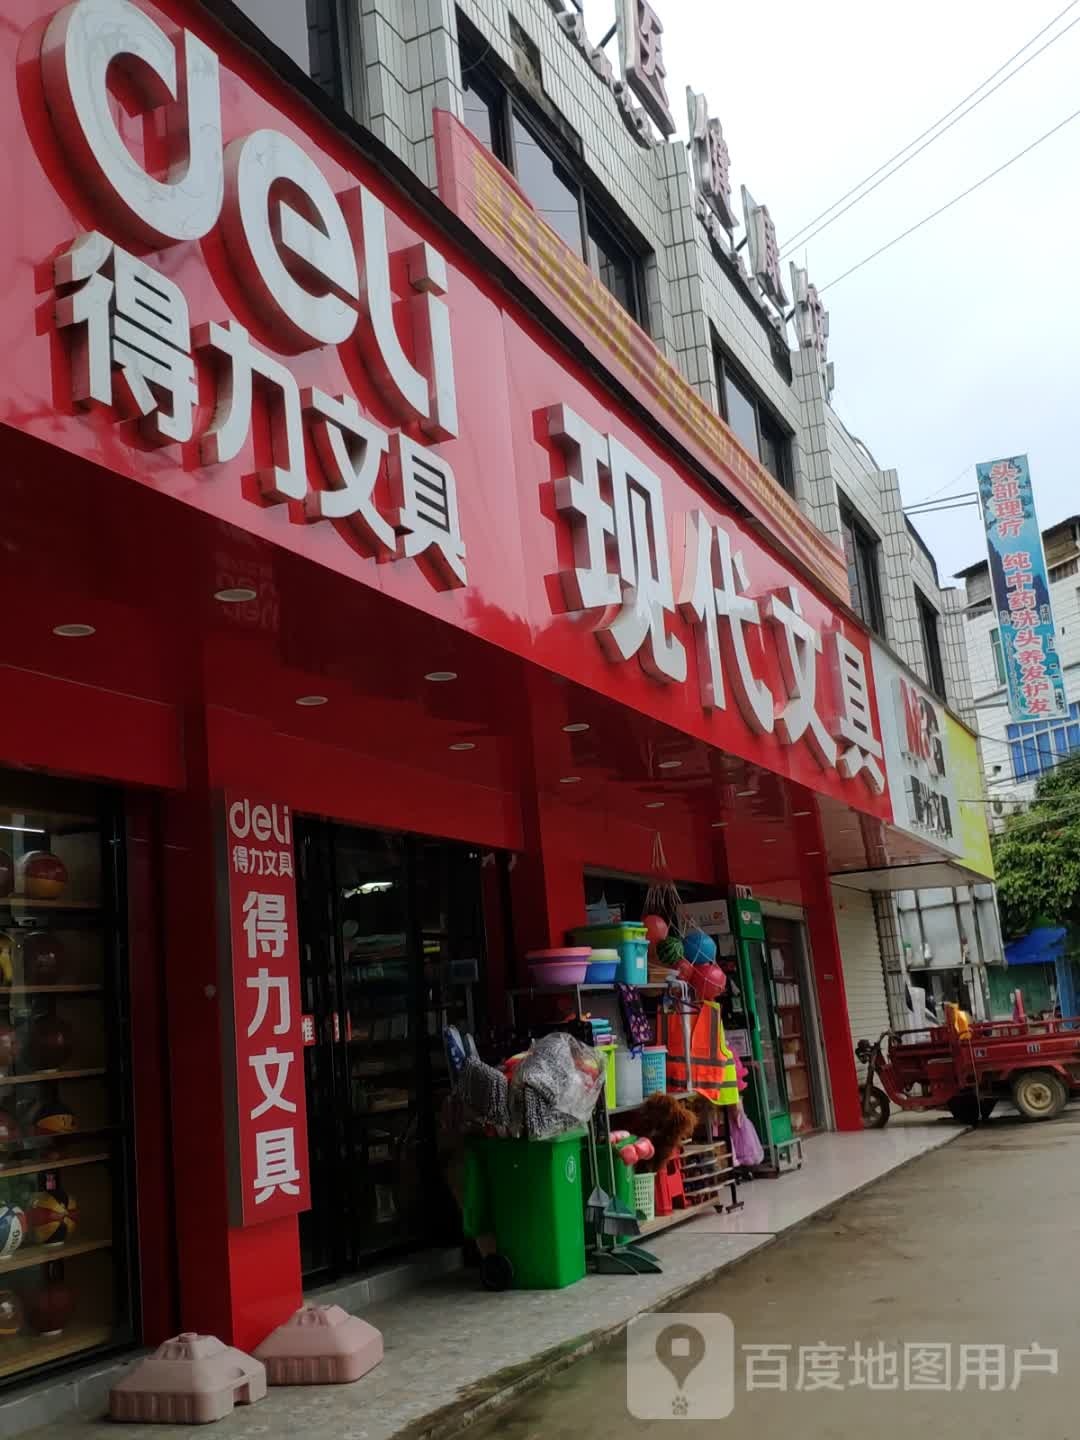 deli
得力文具
现代文具
M&G
deli
得力文具
得力文具
头部理疗
纯中药洗头养发护发
百度地图用户